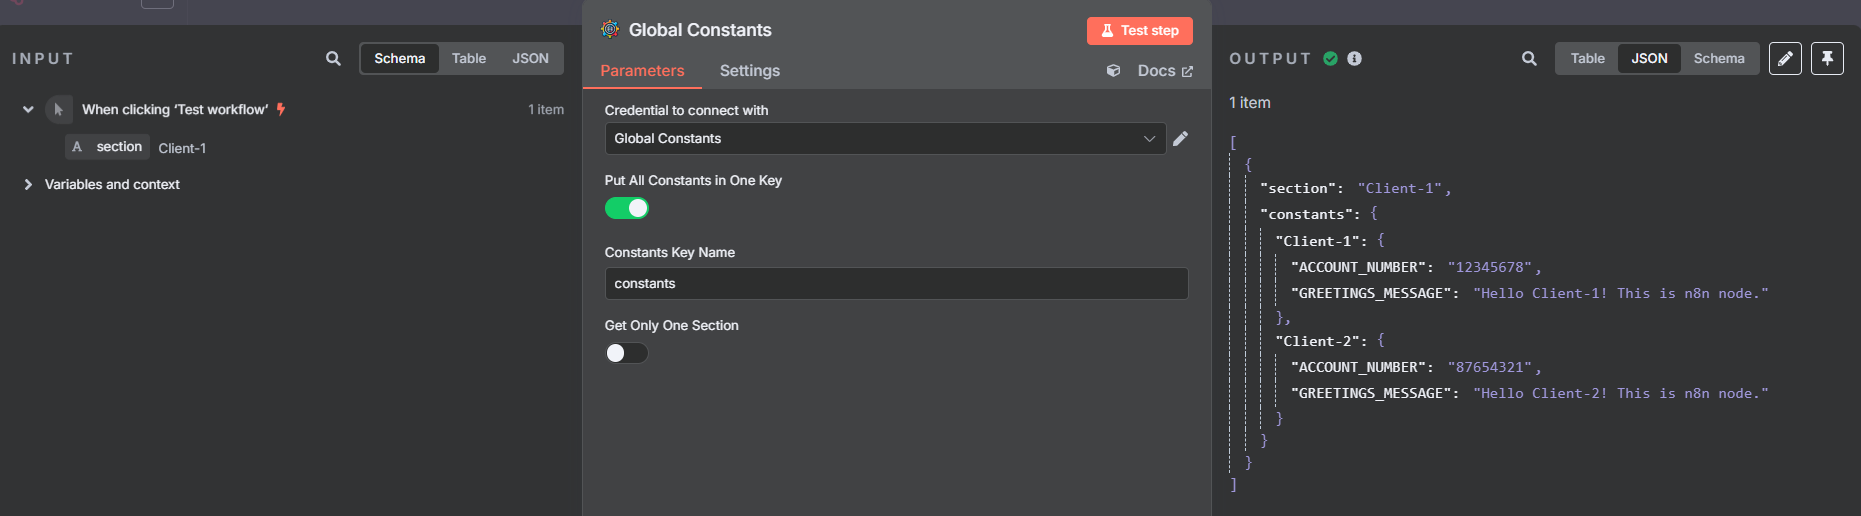 INPUT
Schema
Table
JSON
When clicking ‘Test workflow’
1 item
A section
Client-1
Variables and context
Global Constants
Test step
Parameters
Settings
Docs
Credential to connect with
Global Constants
Put All Constants in One Key
Constants Key Name
constants
Get Only One Section
OUTPUT
Table
JSON
Schema
1 item
[
{
"section": "Client-1",
"constants": {
"Client-1": {
"ACCOUNT_NUMBER": "12345678",
"GREETINGS_MESSAGE": "Hello Client-1! This is n8n node."
},
"Client-2": {
"ACCOUNT_NUMBER": "87654321",
"GREETINGS_MESSAGE": "Hello Client-2! This is n8n node."
}
}
}
]